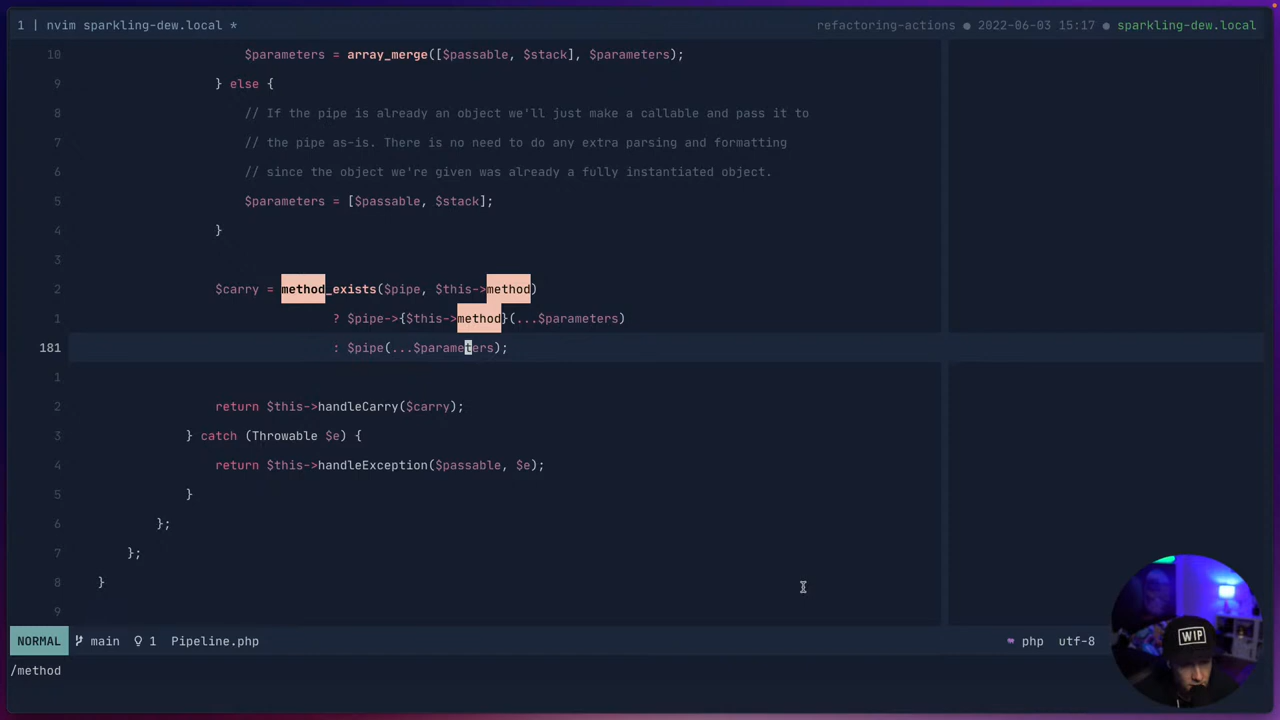 1 | nvim sparkling-dew.local * refactoring-actions ● 2022-06-03 15:17 ● sparkling-dew.local
10 $parameters = array_merge([$passable, $stack], $parameters);
9 } else {
8 // If the pipe is already an object we'll just make a callable and pass it to
7 // the pipe as-is. There is no need to do any extra parsing and formatting
6 // since the object we're given was already a fully instantiated object.
5 $parameters = [$passable, $stack];
4 }
3
2 $carry = method_exists($pipe, $this->method)
1 ? $pipe->{$this->method}(...$parameters)
181 : $pipe(...$parameters);
1
2 return $this->handleCarry($carry);
3 } catch (Throwable $e) {
4 return $this->handleException($passable, $e);
5 }
6 };
7 };
8 }
9
NORMAL main 1 Pipeline.php php utf-8
/method
WIP